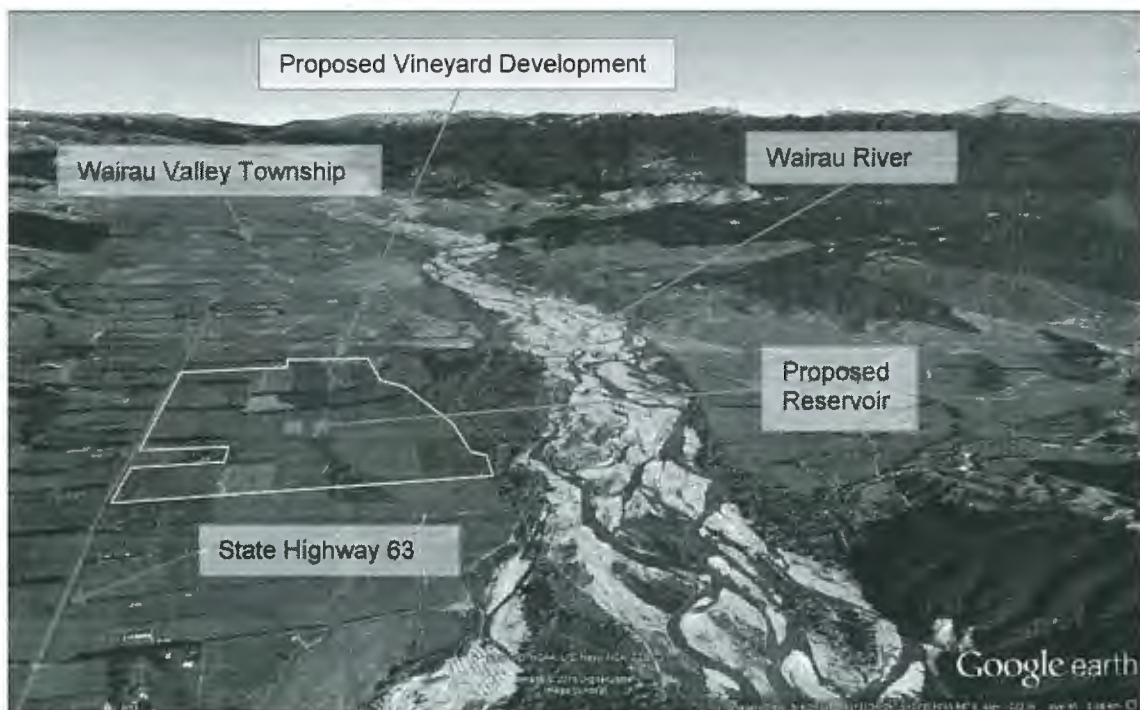 Proposed Vineyard Development
Wairau Valley Township
Wairau River
Proposed
Reservoir
State Highway 63
Google earth